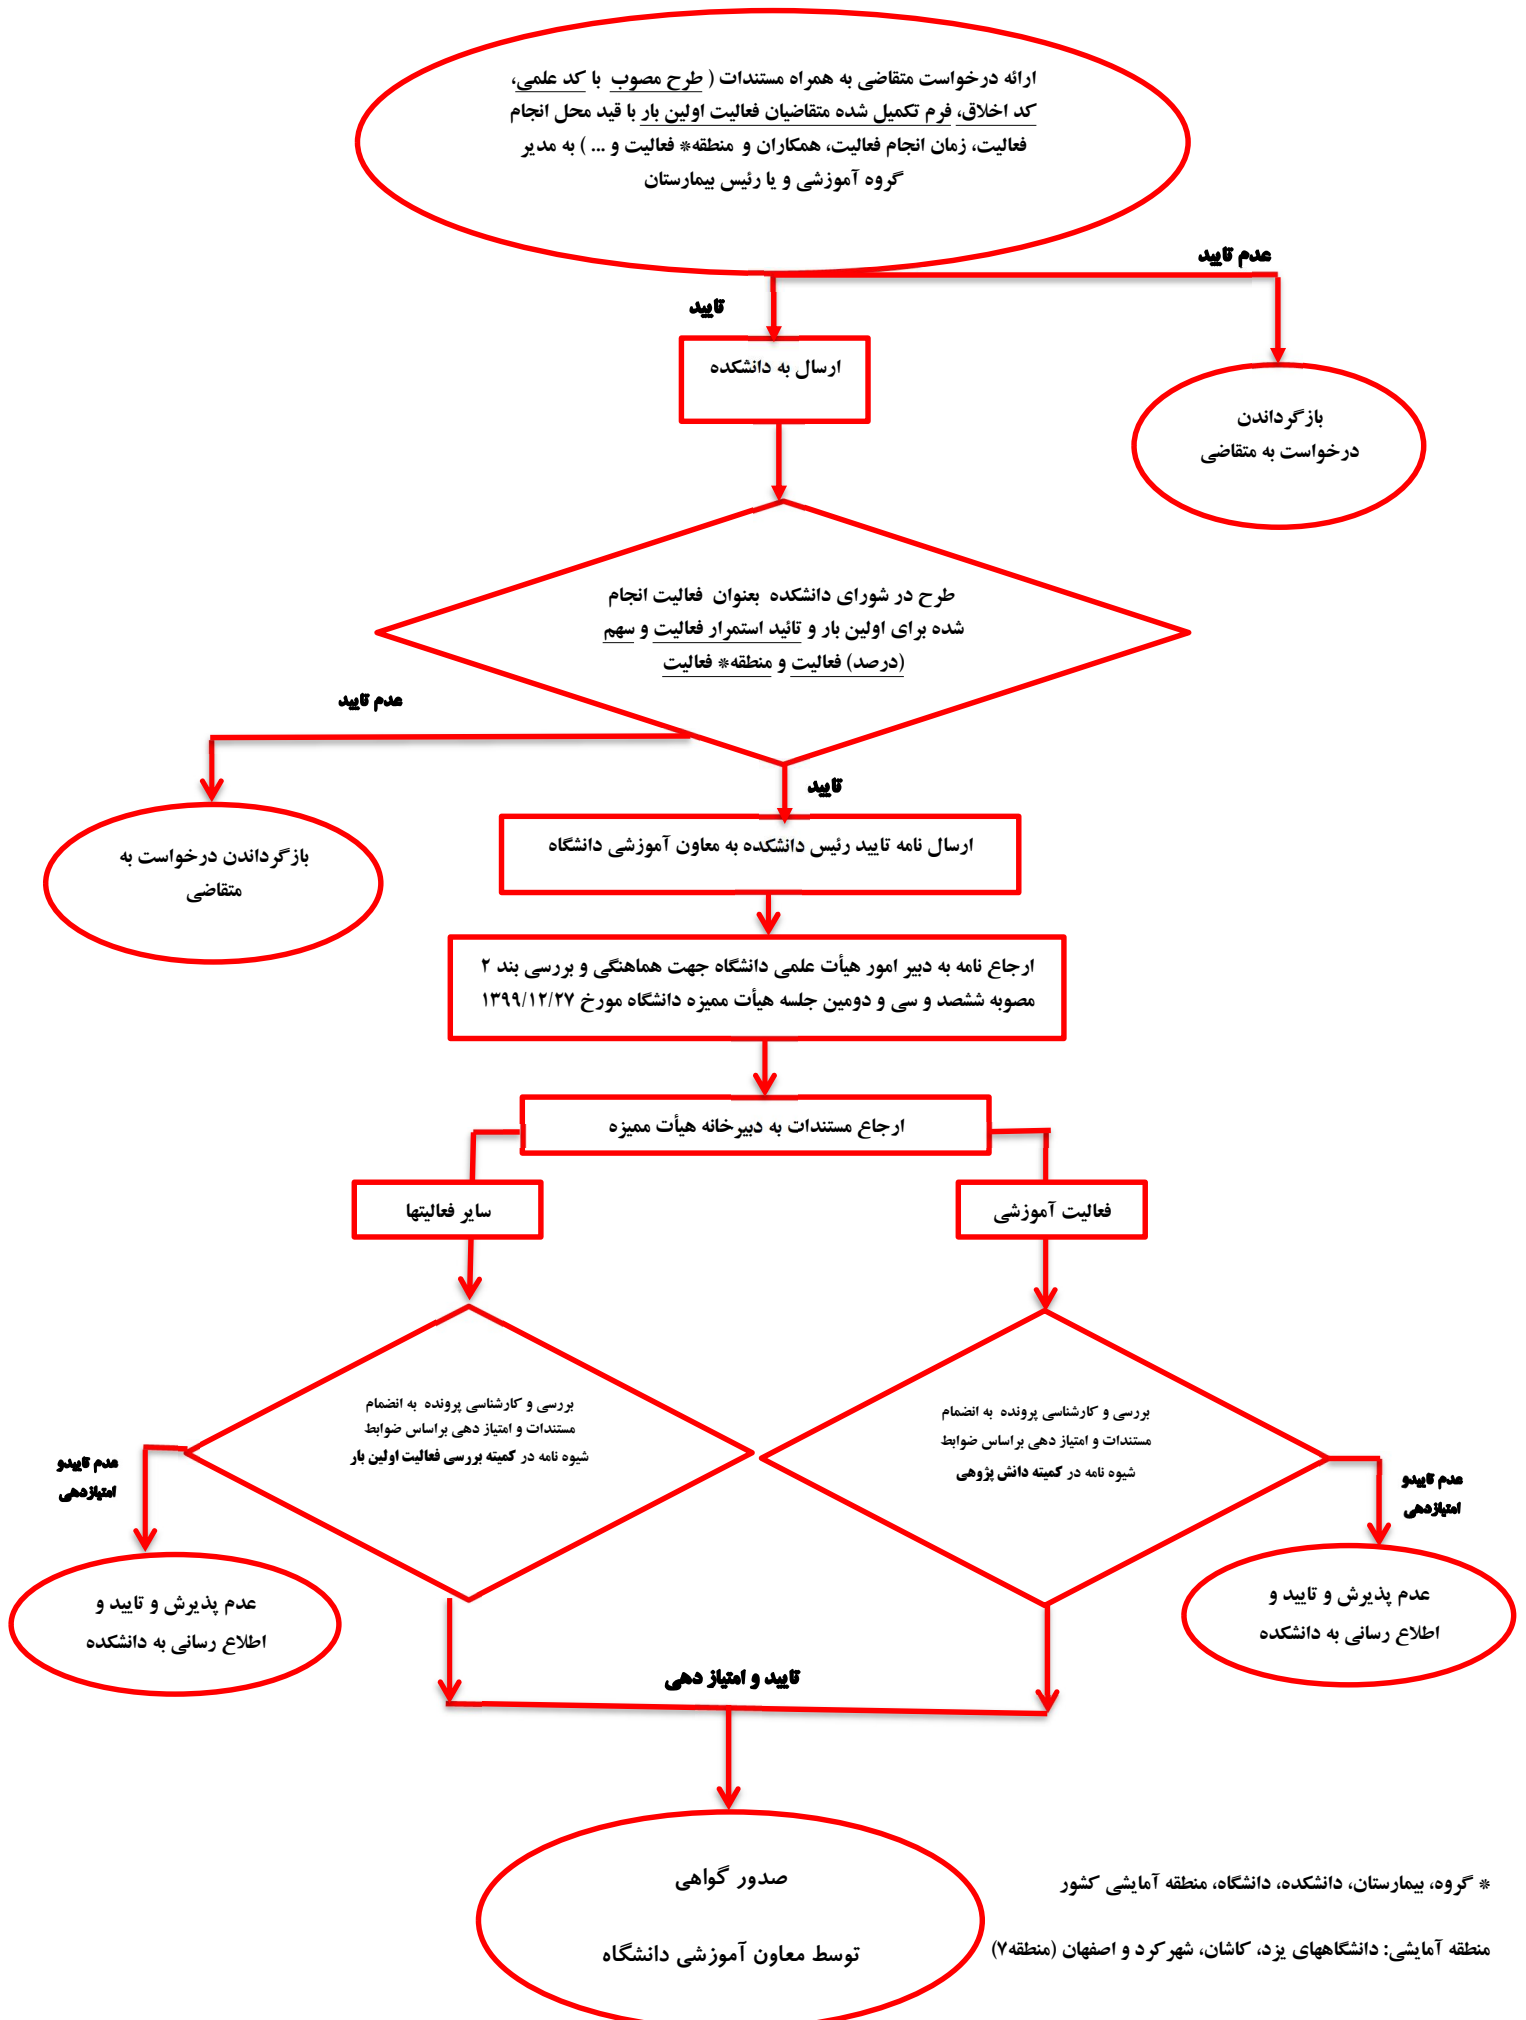 ارائه درخواست متقاضی به همراه مستندات ( طرح مصوب با کد علمی،
کد اخلاق، فرم تکمیل شده متقاضیان فعالیت اولین بار با قید محل انجام
فعالیت، زمان انجام فعالیت، همکاران و منطقه* فعالیت و ... ) به مدیر
گروه آموزشی و یا رئیس بیمارستان
عدم تایید
تایید
ارسال به دانشکده
بازگرداندن
درخواست به متقاضی
طرح در شورای دانشکده بعنوان فعالیت انجام
شده برای اولین بار و تائید استمرار فعالیت و سهم
(درصد) فعالیت و منطقه* فعالیت
عدم تایید
تایید
بازگرداندن درخواست به
متقاضی
ارسال نامه تایید رئیس دانشکده به معاون آموزشی دانشگاه
ارجاع نامه به دبیر امور هیأت علمی دانشگاه جهت هماهنگی و بررسی بند ۲
مصوبه ششصد و سی و دومین جلسه هیأت ممیزه دانشگاه مورخ ۱۳۹۹/۱۲/۲۷
ارجاع مستندات به دبیرخانه هیأت ممیزه
فعالیت آموزشی
سایر فعالیتها
بررسی و کارشناسی پرونده به انضمام
مستندات و امتیاز دهی براساس ضوابط
شیوه نامه در کمیته دانش پژوهی
بررسی و کارشناسی پرونده به انضمام
مستندات و امتیاز دهی براساس ضوابط
شیوه نامه در کمیته بررسی فعالیت اولین بار
عدم تاییدو
امتیازدهی
عدم تاییدو
امتیازدهی
عدم پذیرش و تایید و
اطلاع رسانی به دانشکده
عدم پذیرش و تایید و
اطلاع رسانی به دانشکده
تایید و امتیاز دهی
صدور گواهی
توسط معاون آموزشی دانشگاه
* گروه، بیمارستان، دانشکده، دانشگاه، منطقه آمایشی کشور
منطقه آمایشی: دانشگاههای یزد، کاشان، شهرکرد و اصفهان (منطقه۷)